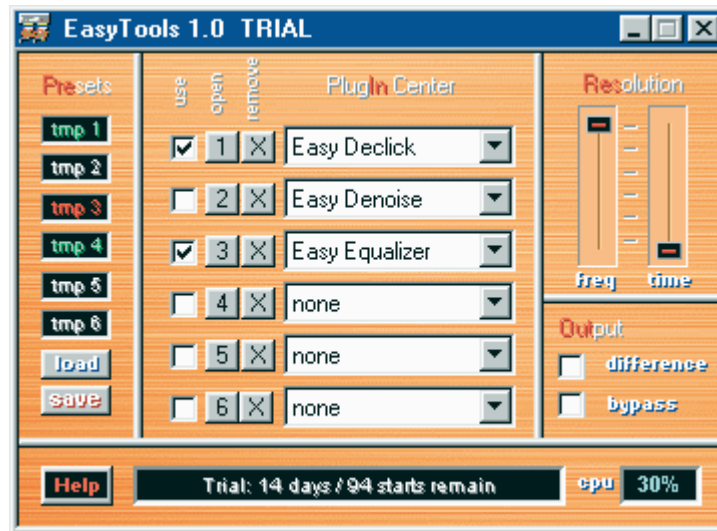 EasyTools 1.0 TRIAL
Presets
tmp 1
tmp 2
tmp 3
tmp 4
tmp 5
tmp 6
load
save
use open remove PlugIn Center
1 X Easy Declick
2 X Easy Denoise
3 X Easy Equalizer
4 X none
5 X none
6 X none
Resolution
freq time
Output
difference
bypass
Help Trial: 14 days / 94 starts remain cpu 30%